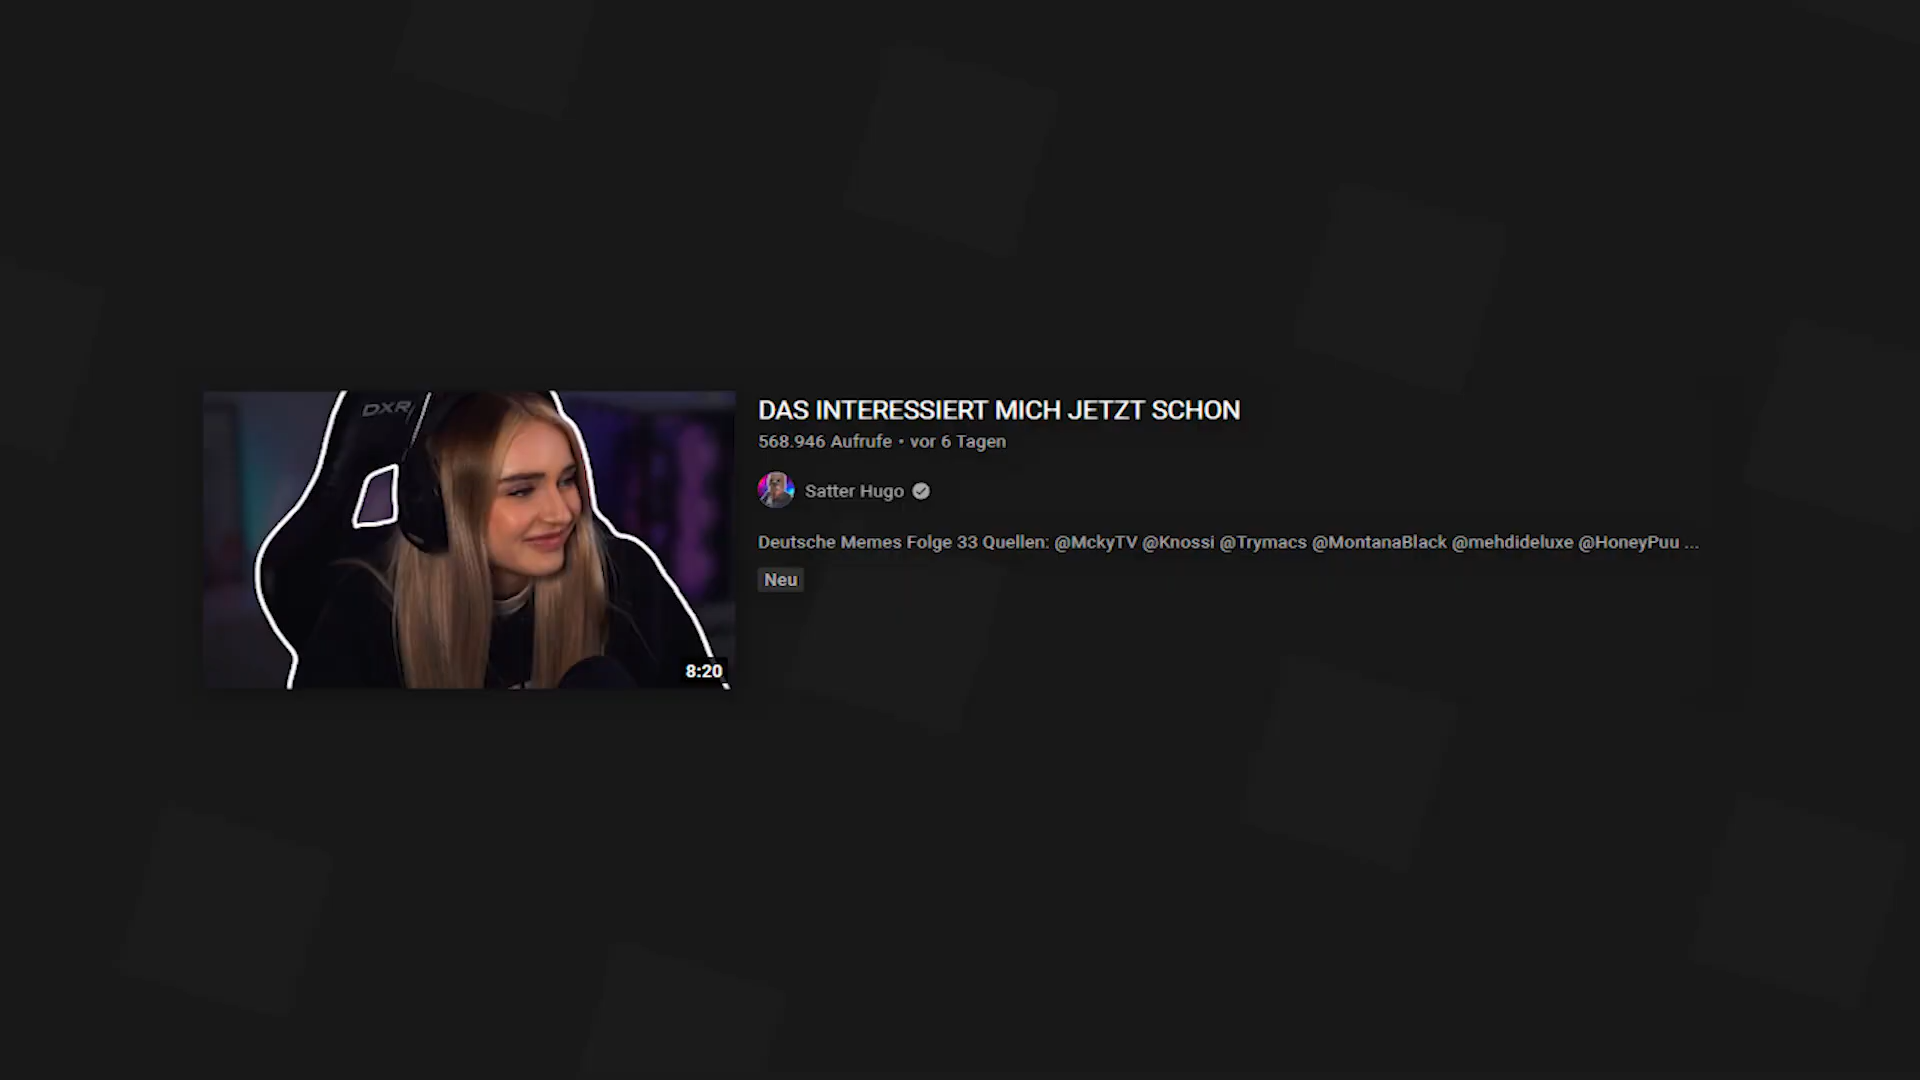 DXR
8:20
DAS INTERESSIERT MICH JETZT SCHON
568.946 Aufrufe • vor 6 Tagen
Satter Hugo
Deutsche Memes Folge 33 Quellen: @MckyTV @Knossi @Trymacs @MontanaBlack @mehdideluxe @HoneyPuu ...
Neu